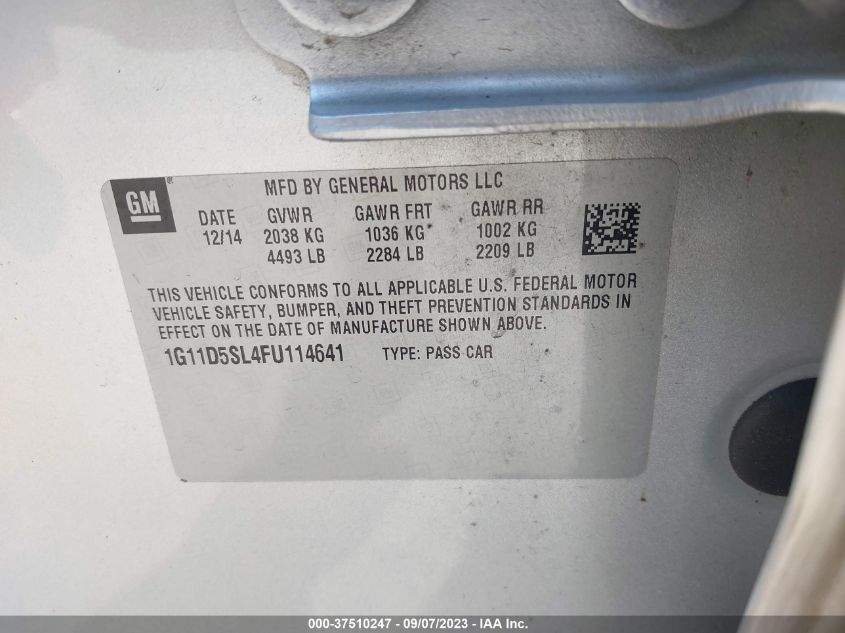 GM
MFD BY GENERAL MOTORS LLC
DATE GVWR GAWR FRT GAWR RR
12/14 2038 KG 1036 KG 1002 KG
4493 LB 2284 LB 2209 LB
THIS VEHICLE CONFORMS TO ALL APPLICABLE U.S. FEDERAL MOTOR
VEHICLE SAFETY, BUMPER, AND THEFT PREVENTION STANDARDS IN
EFFECT ON THE DATE OF MANUFACTURE SHOWN ABOVE.
1G11D5SL4FU114641 TYPE: PASS CAR
000-37510247 - 09/07/2023 - IAA Inc.